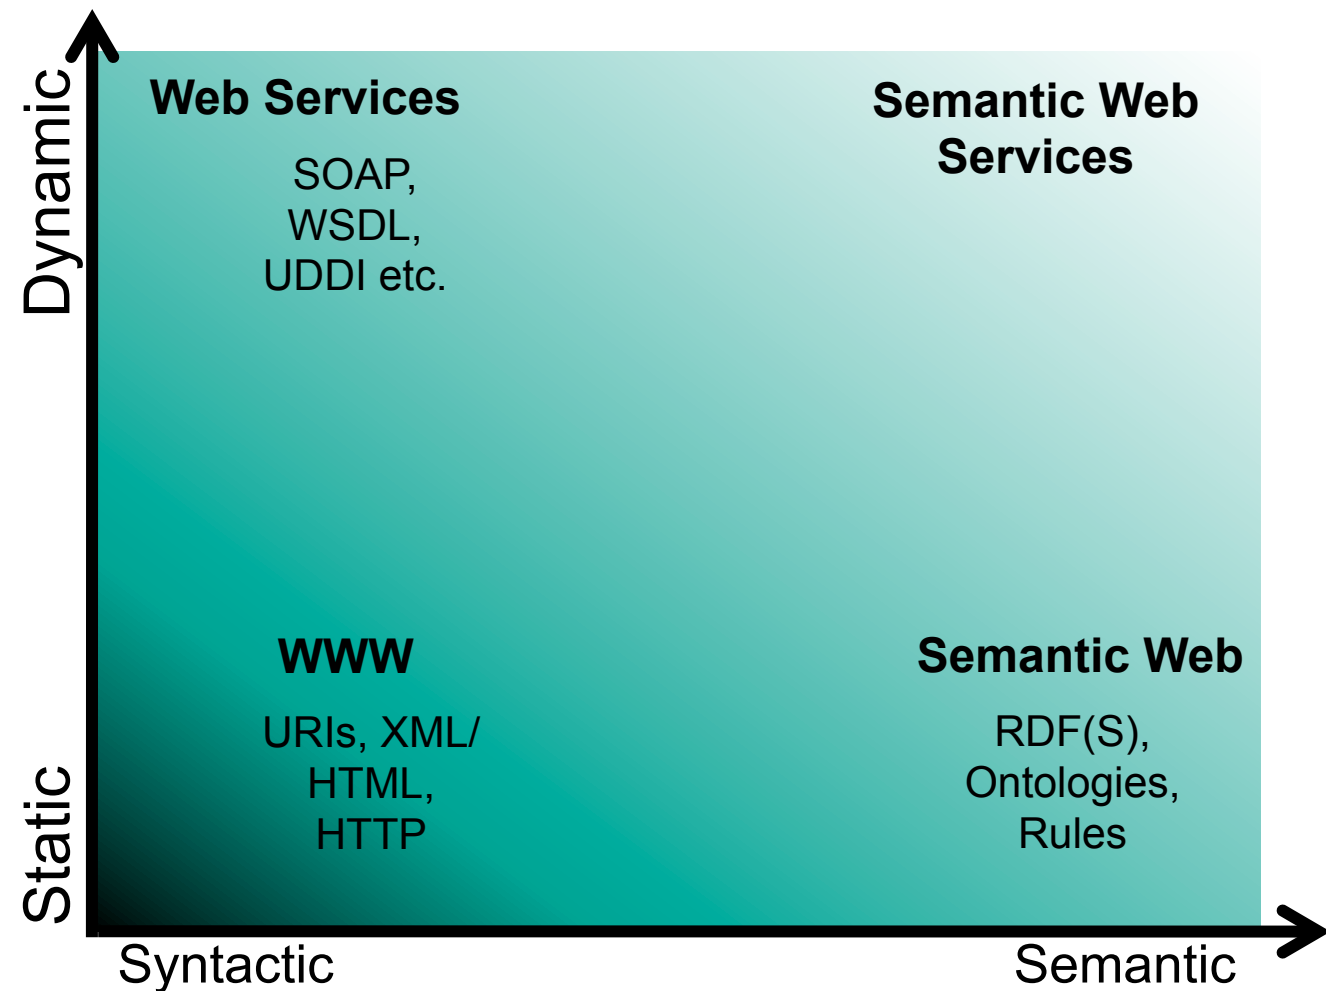 Dynamic
Web Services
SOAP,
WSDL,
UDDI etc.
Semantic Web
Services
Static
WWW
URIs, XML/
HTML,
HTTP
Semantic Web
RDF(S),
Ontologies,
Rules
Syntactic
Semantic